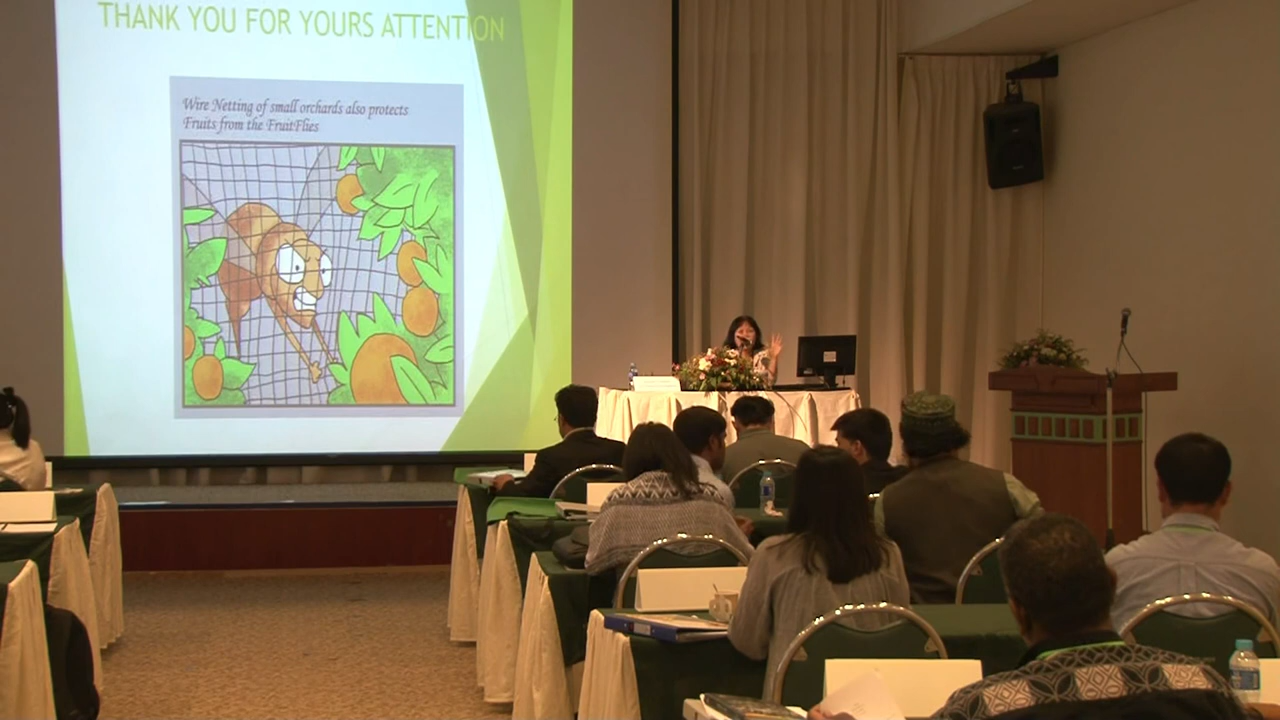 THANK YOU FOR YOURS ATTENTION
Wire Netting of small orchards also protects
Fruits from the FruitFlies